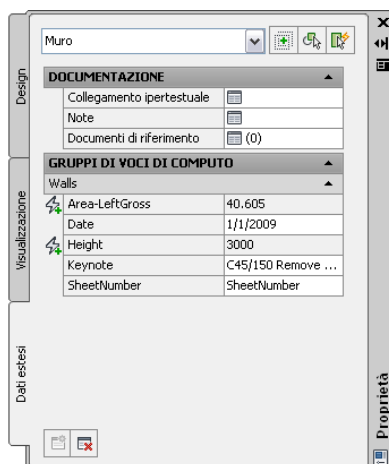 Muro
Design
DOCUMENTAZIONE
Collegamento ipertestuale
Note
Documenti di riferimento (0)
GRUPPI DI VOCI DI COMPUTO
Walls
Area-LeftGross 40.605
Date 1/1/2009
Height 3000
Keynote C45/150 Remove ...
SheetNumber SheetNumber
Visualizzazione
Dati estesi
Proprietà